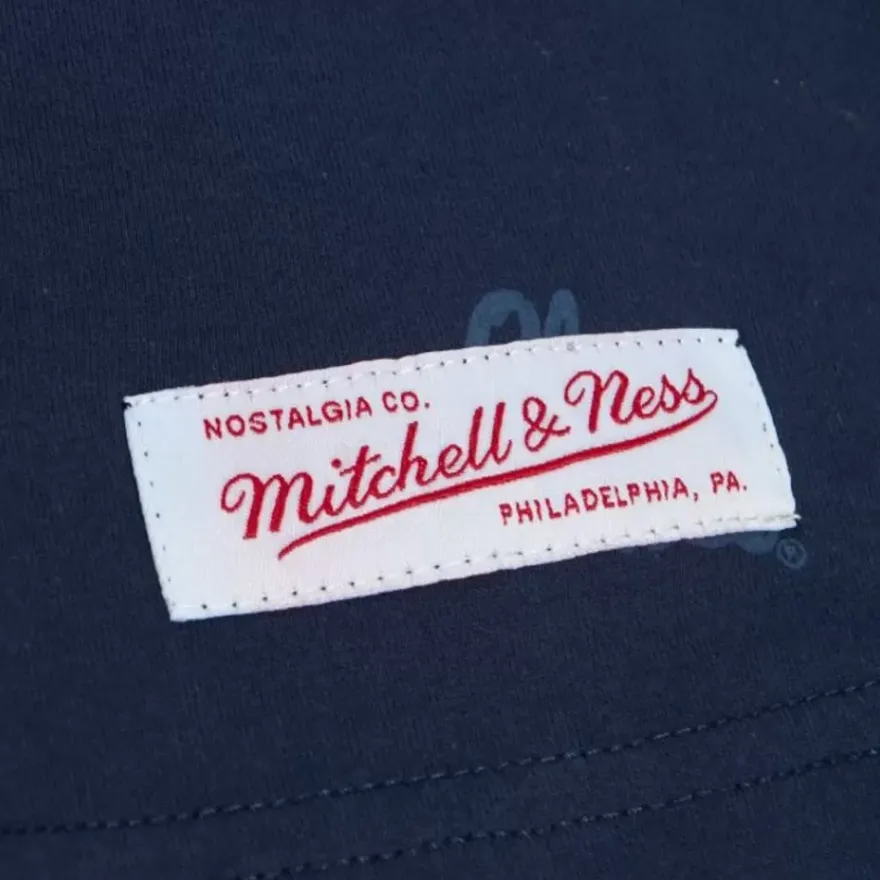 NOSTALGIA CO.
Mitchell & Ness
PHILADELPHIA, PA.
®